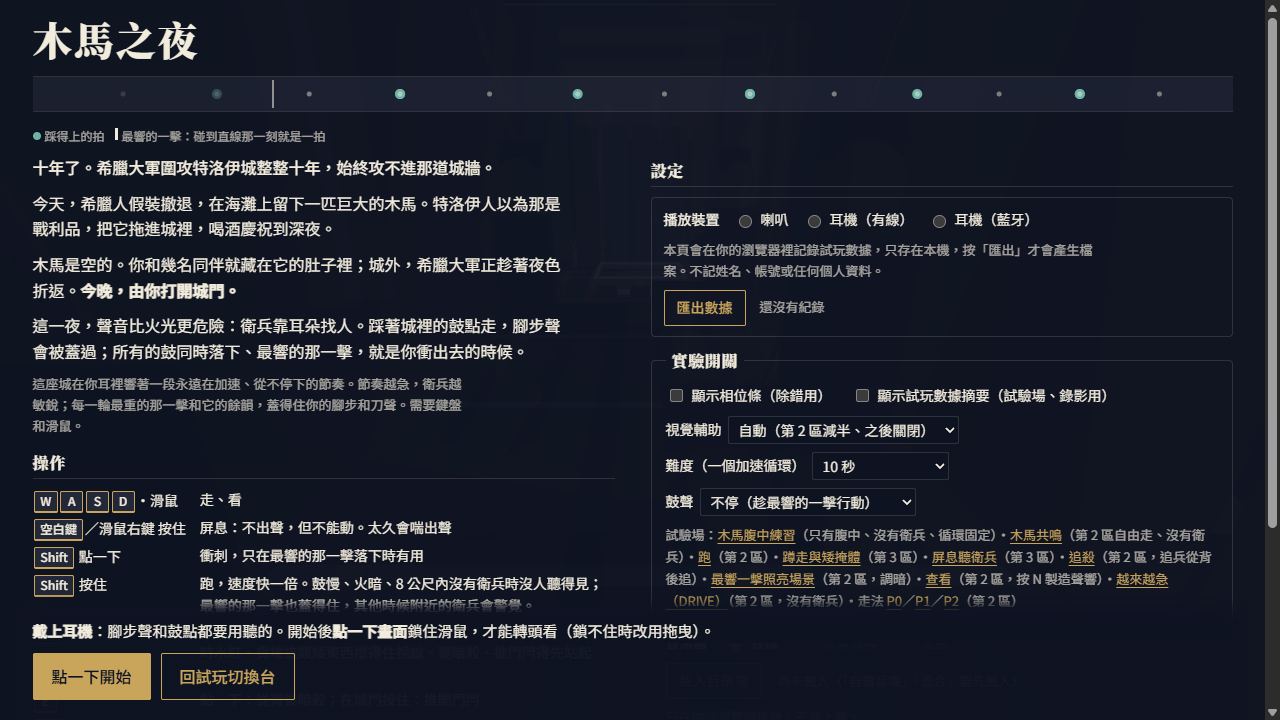 木馬之夜
踩得上的拍 最響的一擊：碰到直線那一刻就是一拍
十年了。希臘大軍圍攻特洛伊城整整十年，始終攻不進那道城牆。
今天，希臘人假裝撤退，在海灘上留下一匹巨大的木馬。特洛伊人以為那是
戰利品，把它拖進城裡，喝酒慶祝到深夜。
木馬是空的。你和幾名同伴就藏在它的肚子裡；城外，希臘大軍正趁著夜色
折返。今晚，由你打開城門。
這一夜，聲音比火光更危險：衛兵靠耳朵找人。踩著城裡的鼓點走，腳步聲
會被蓋過；所有的鼓同時落下、最響的那一擊，就是你衝出去的時候。
這座城在你耳裡響著一段永遠在加速、從不停下的節奏。節奏越急，衛兵越
敏銳；每一輪最重的那一擊和它的餘韻，蓋得住你的腳步和刀聲。需要鍵盤
和滑鼠。
操作
W A S D・滑鼠 走、看
空白鍵／滑鼠右鍵 按住 屏息：不出聲，但不能動。太久會喘出聲
Shift 點一下 衝刺，只在最響的那一擊落下時有用
Shift 按住 跑，速度快一倍。鼓慢、火暗、8 公尺內沒有衛兵時沒人聽得見；
最響的那一擊也蓋得住，其他時候附近的衛兵會警覺。
設定
播放裝置 喇叭 耳機（有線） 耳機（藍牙）
本頁會在你的瀏覽器裡記錄試玩數據，只存在本機，按「匯出」才會產生檔
案。不記姓名、帳號或任何個人資料。
匯出數據 還沒有紀錄
實驗開關
顯示相位條（除錯用） 顯示試玩數據摘要（試驗場、錄影用）
視覺輔助 自動（第 2 區減半、之後關閉）
難度（一個加速循環） 10 秒
鼓聲 不停（趁最響的一擊行動）
試驗場：木馬腹中練習（只有腹中、沒有衛兵、循環固定）・木馬共鳴（第 2 區自由走、沒有衛
兵）・跑（第 2 區）・蹲走與矮掩體（第 3 區）・屏息聽衛兵（第 3 區）・追殺（第 2 區，追兵從背
後追）・最響一擊照亮場景（第 2 區，調暗）・查看（第 2 區，按 N 製造聲響）・越來越急
（DRIVE）（第 2 區，沒有衛兵）・走法 P0／P1／P2（第 2 區）
戴上耳機：腳步聲和鼓點都要用聽的。開始後點一下畫面鎖住滑鼠，才能轉頭看（鎖不住時改用拖曳）。
點一下開始 回試玩切換台